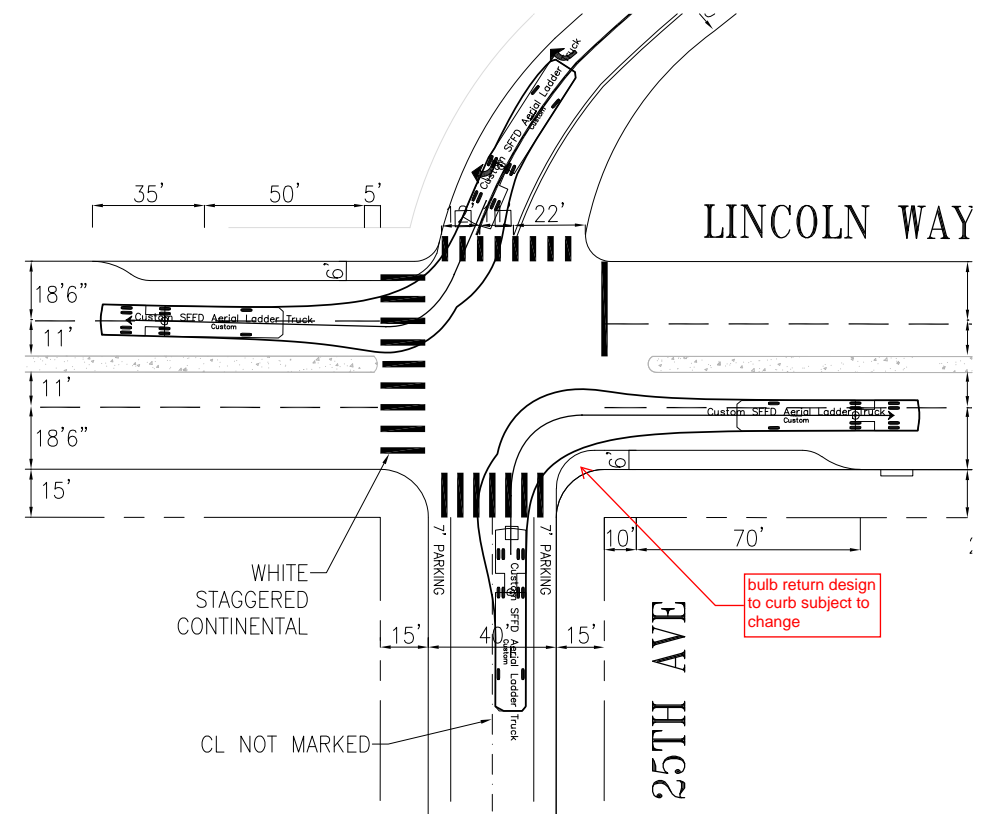 Custom SFFD Aerial Ladder Truck
Custom
35'
50'
5'
22'
LINCOLN WAY
6'
18'6"
Custom SFFD Aerial Ladder Truck
Custom
11'
11'
Custom SFFD Aerial Ladder Truck
Custom
18'6"
6'
15'
7' PARKING
7' PARKING
10'
70'
WHITE
STAGGERED
CONTINENTAL
Custom SFFD Aerial Ladder Truck
Custom
bulb return design
to curb subject to
change
15'
40'
15'
25TH AVE
CL NOT MARKED